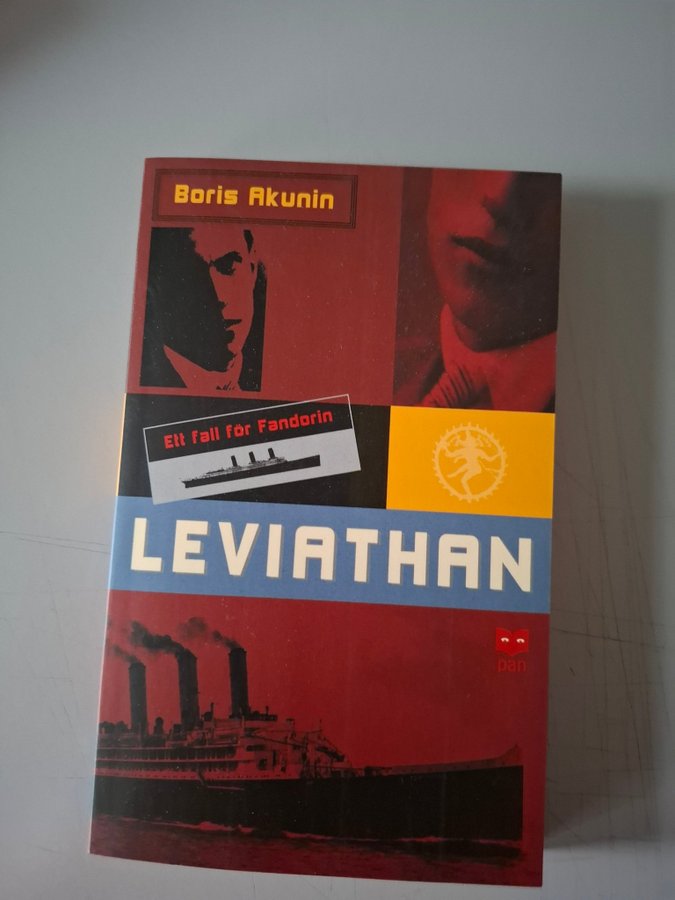 Boris Akunin
Ett fall för Fandorin
LEVIATHAN
pan